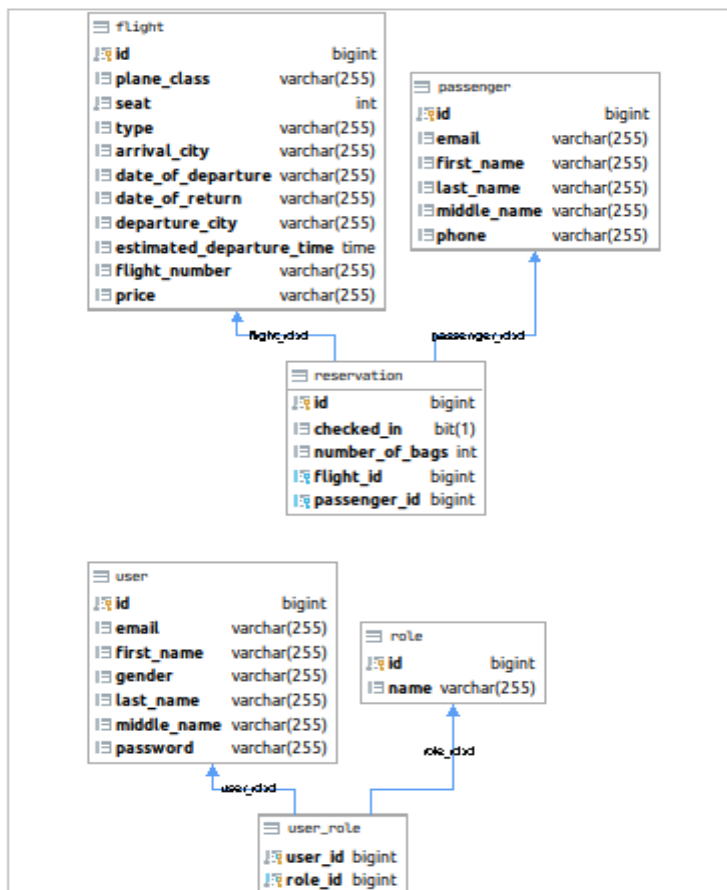 flight
id bigint
plane_class varchar(255)
seat int
type varchar(255)
arrival_city varchar(255)
date_of_departure varchar(255)
date_of_return varchar(255)
departure_city varchar(255)
estimated_departure_time time
flight_number varchar(255)
price varchar(255)
passenger
id bigint
email varchar(255)
first_name varchar(255)
last_name varchar(255)
middle_name varchar(255)
phone varchar(255)
reservation
id bigint
checked_in bit(1)
number_of_bags int
flight_id bigint
passenger_id bigint
user
id bigint
email varchar(255)
first_name varchar(255)
gender varchar(255)
last_name varchar(255)
middle_name varchar(255)
password varchar(255)
role
id bigint
name varchar(255)
user_role
user_id bigint
role_id bigint